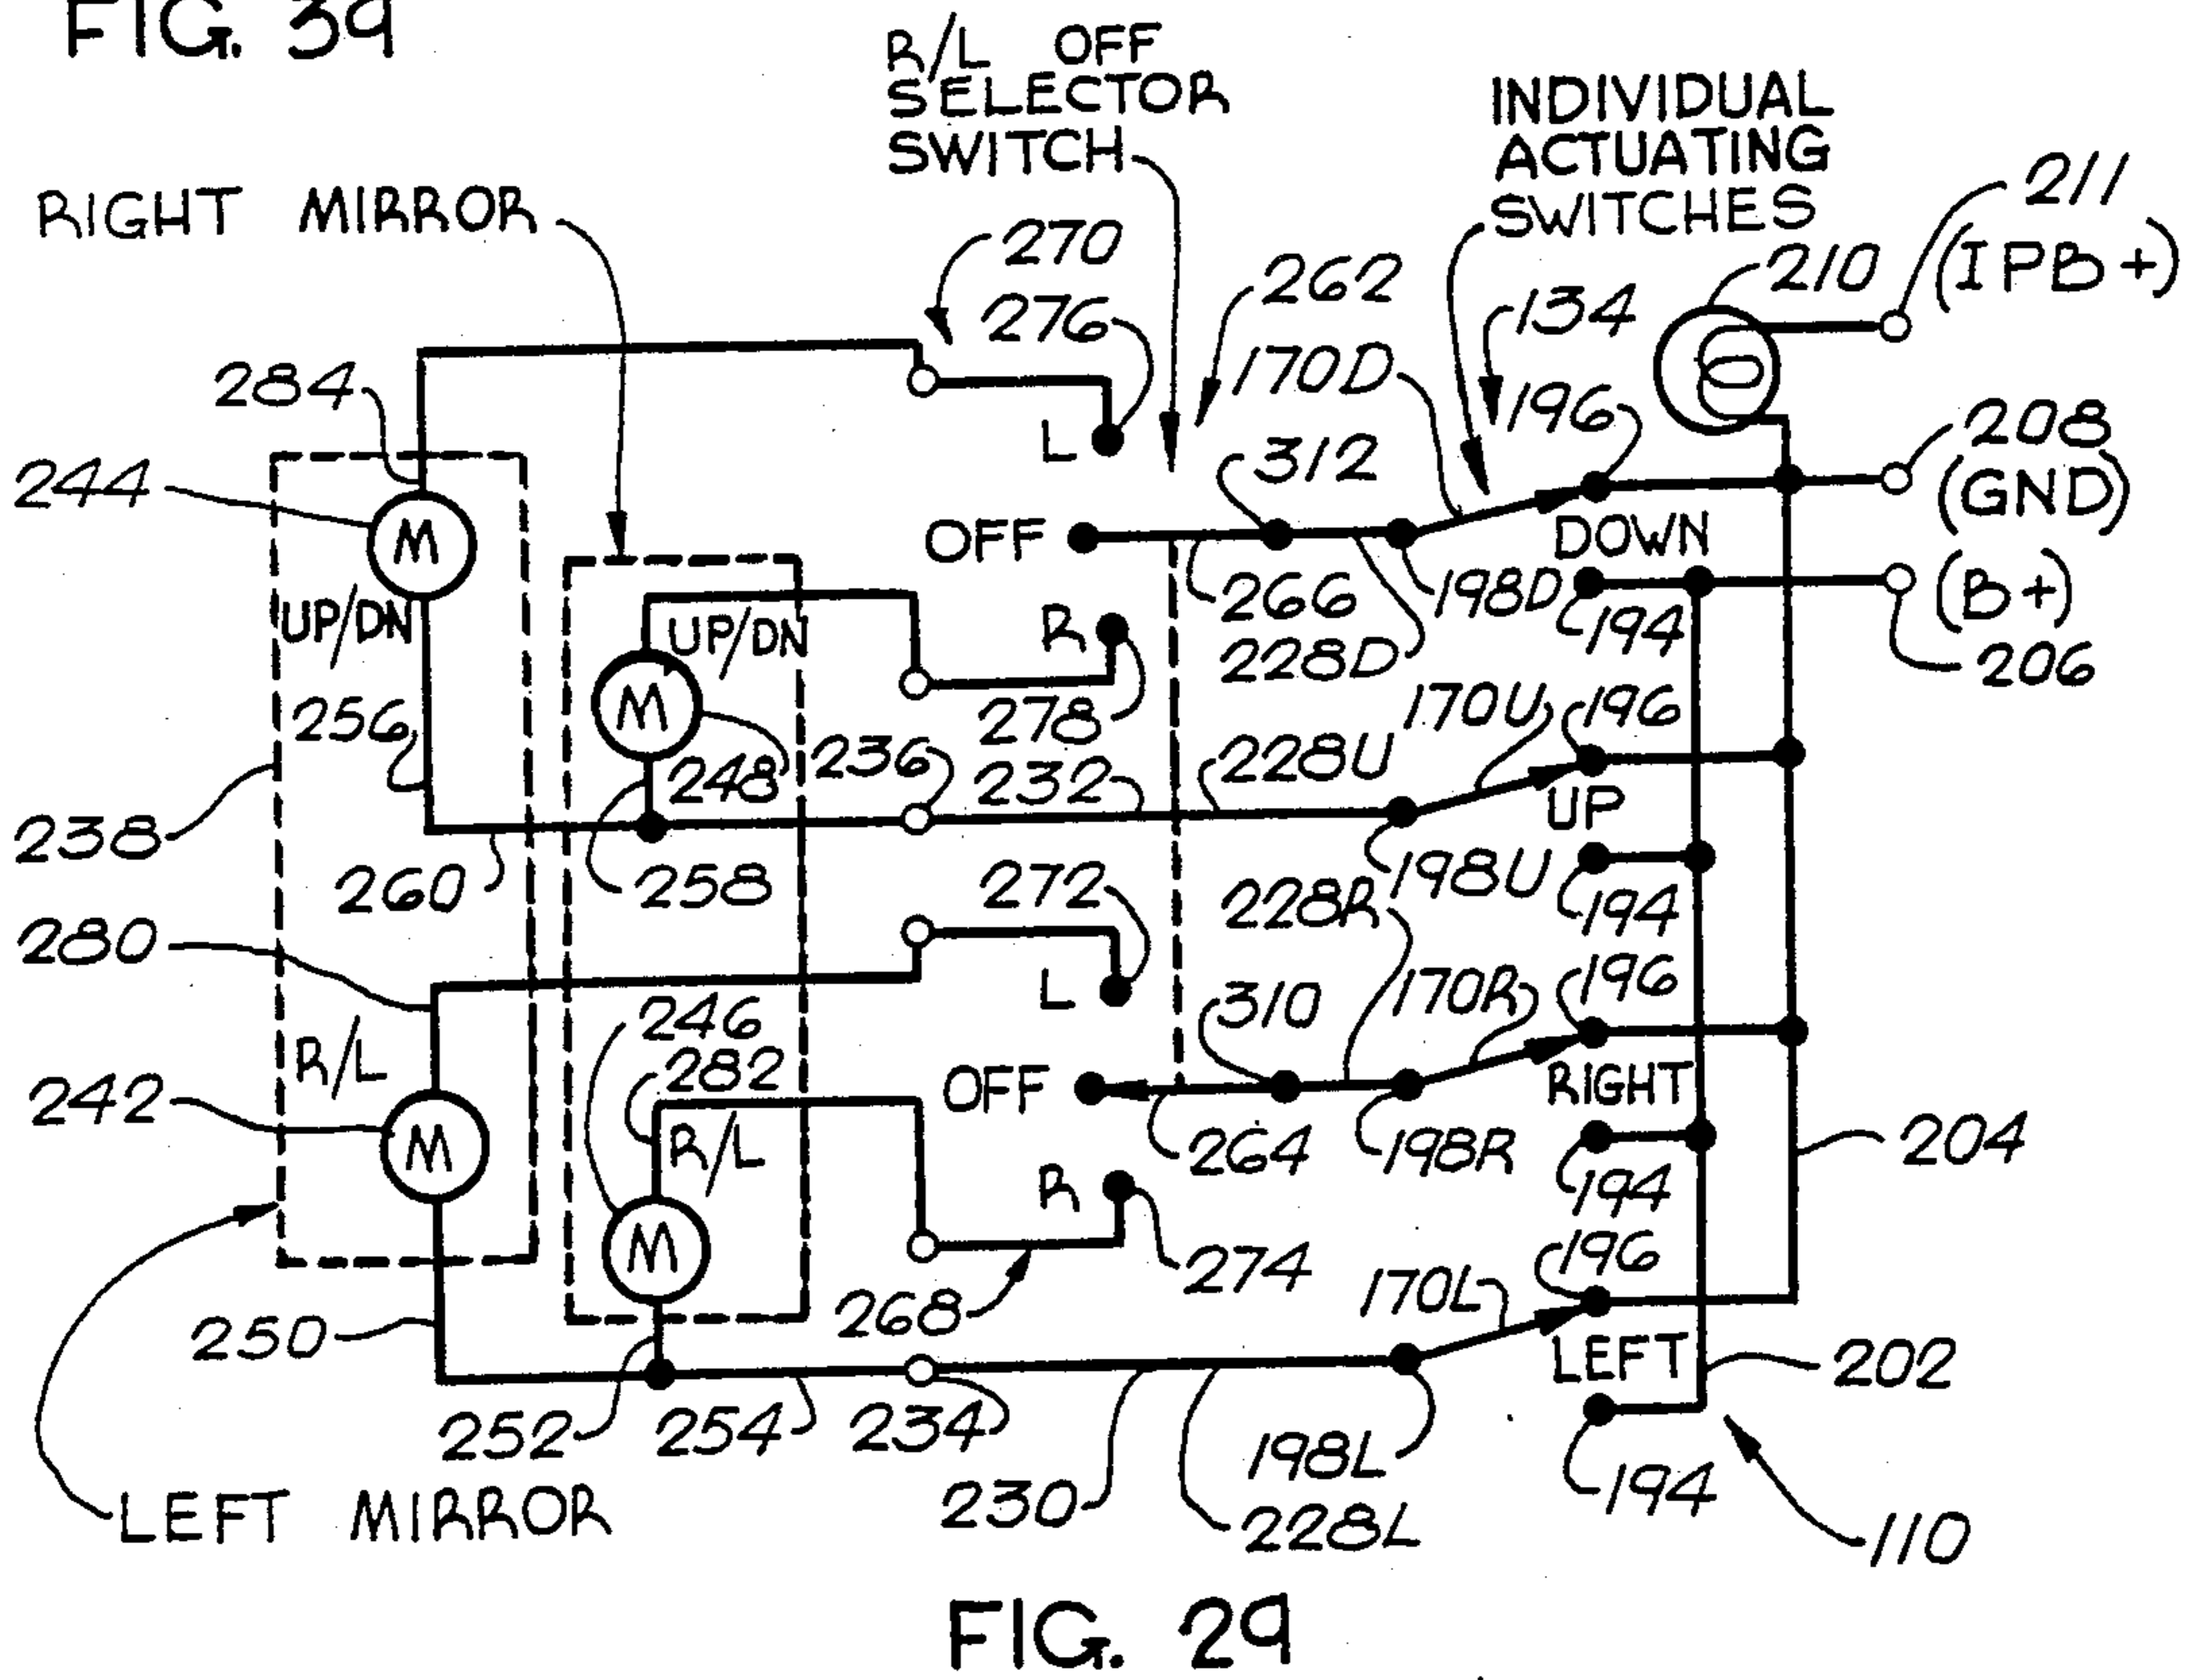 FIG. 39
R/L OFF
SELECTOR
SWITCH
INDIVIDUAL
ACTUATING
SWITCHES
RIGHT MIRROR
270
276
262
134
210
211
(IPB+)
284
170D
196
208
(GND)
244
L
312
M
OFF
DOWN
(B+)
UP/DN
UP/DN
R
266
198D
194
206
228D
256
M
278
170U
196
248
236
232
228U
UP
238
260
258
272
228R
198U
194
280
L
310
170R
196
246
282
R/L
OFF
RIGHT
242
M
R/L
264
198R
194
204
R
M
274
196
268
170L
250
LEFT
202
252
254
234
198L
194
LEFT MIRROR
230
228L
110
FIG. 29